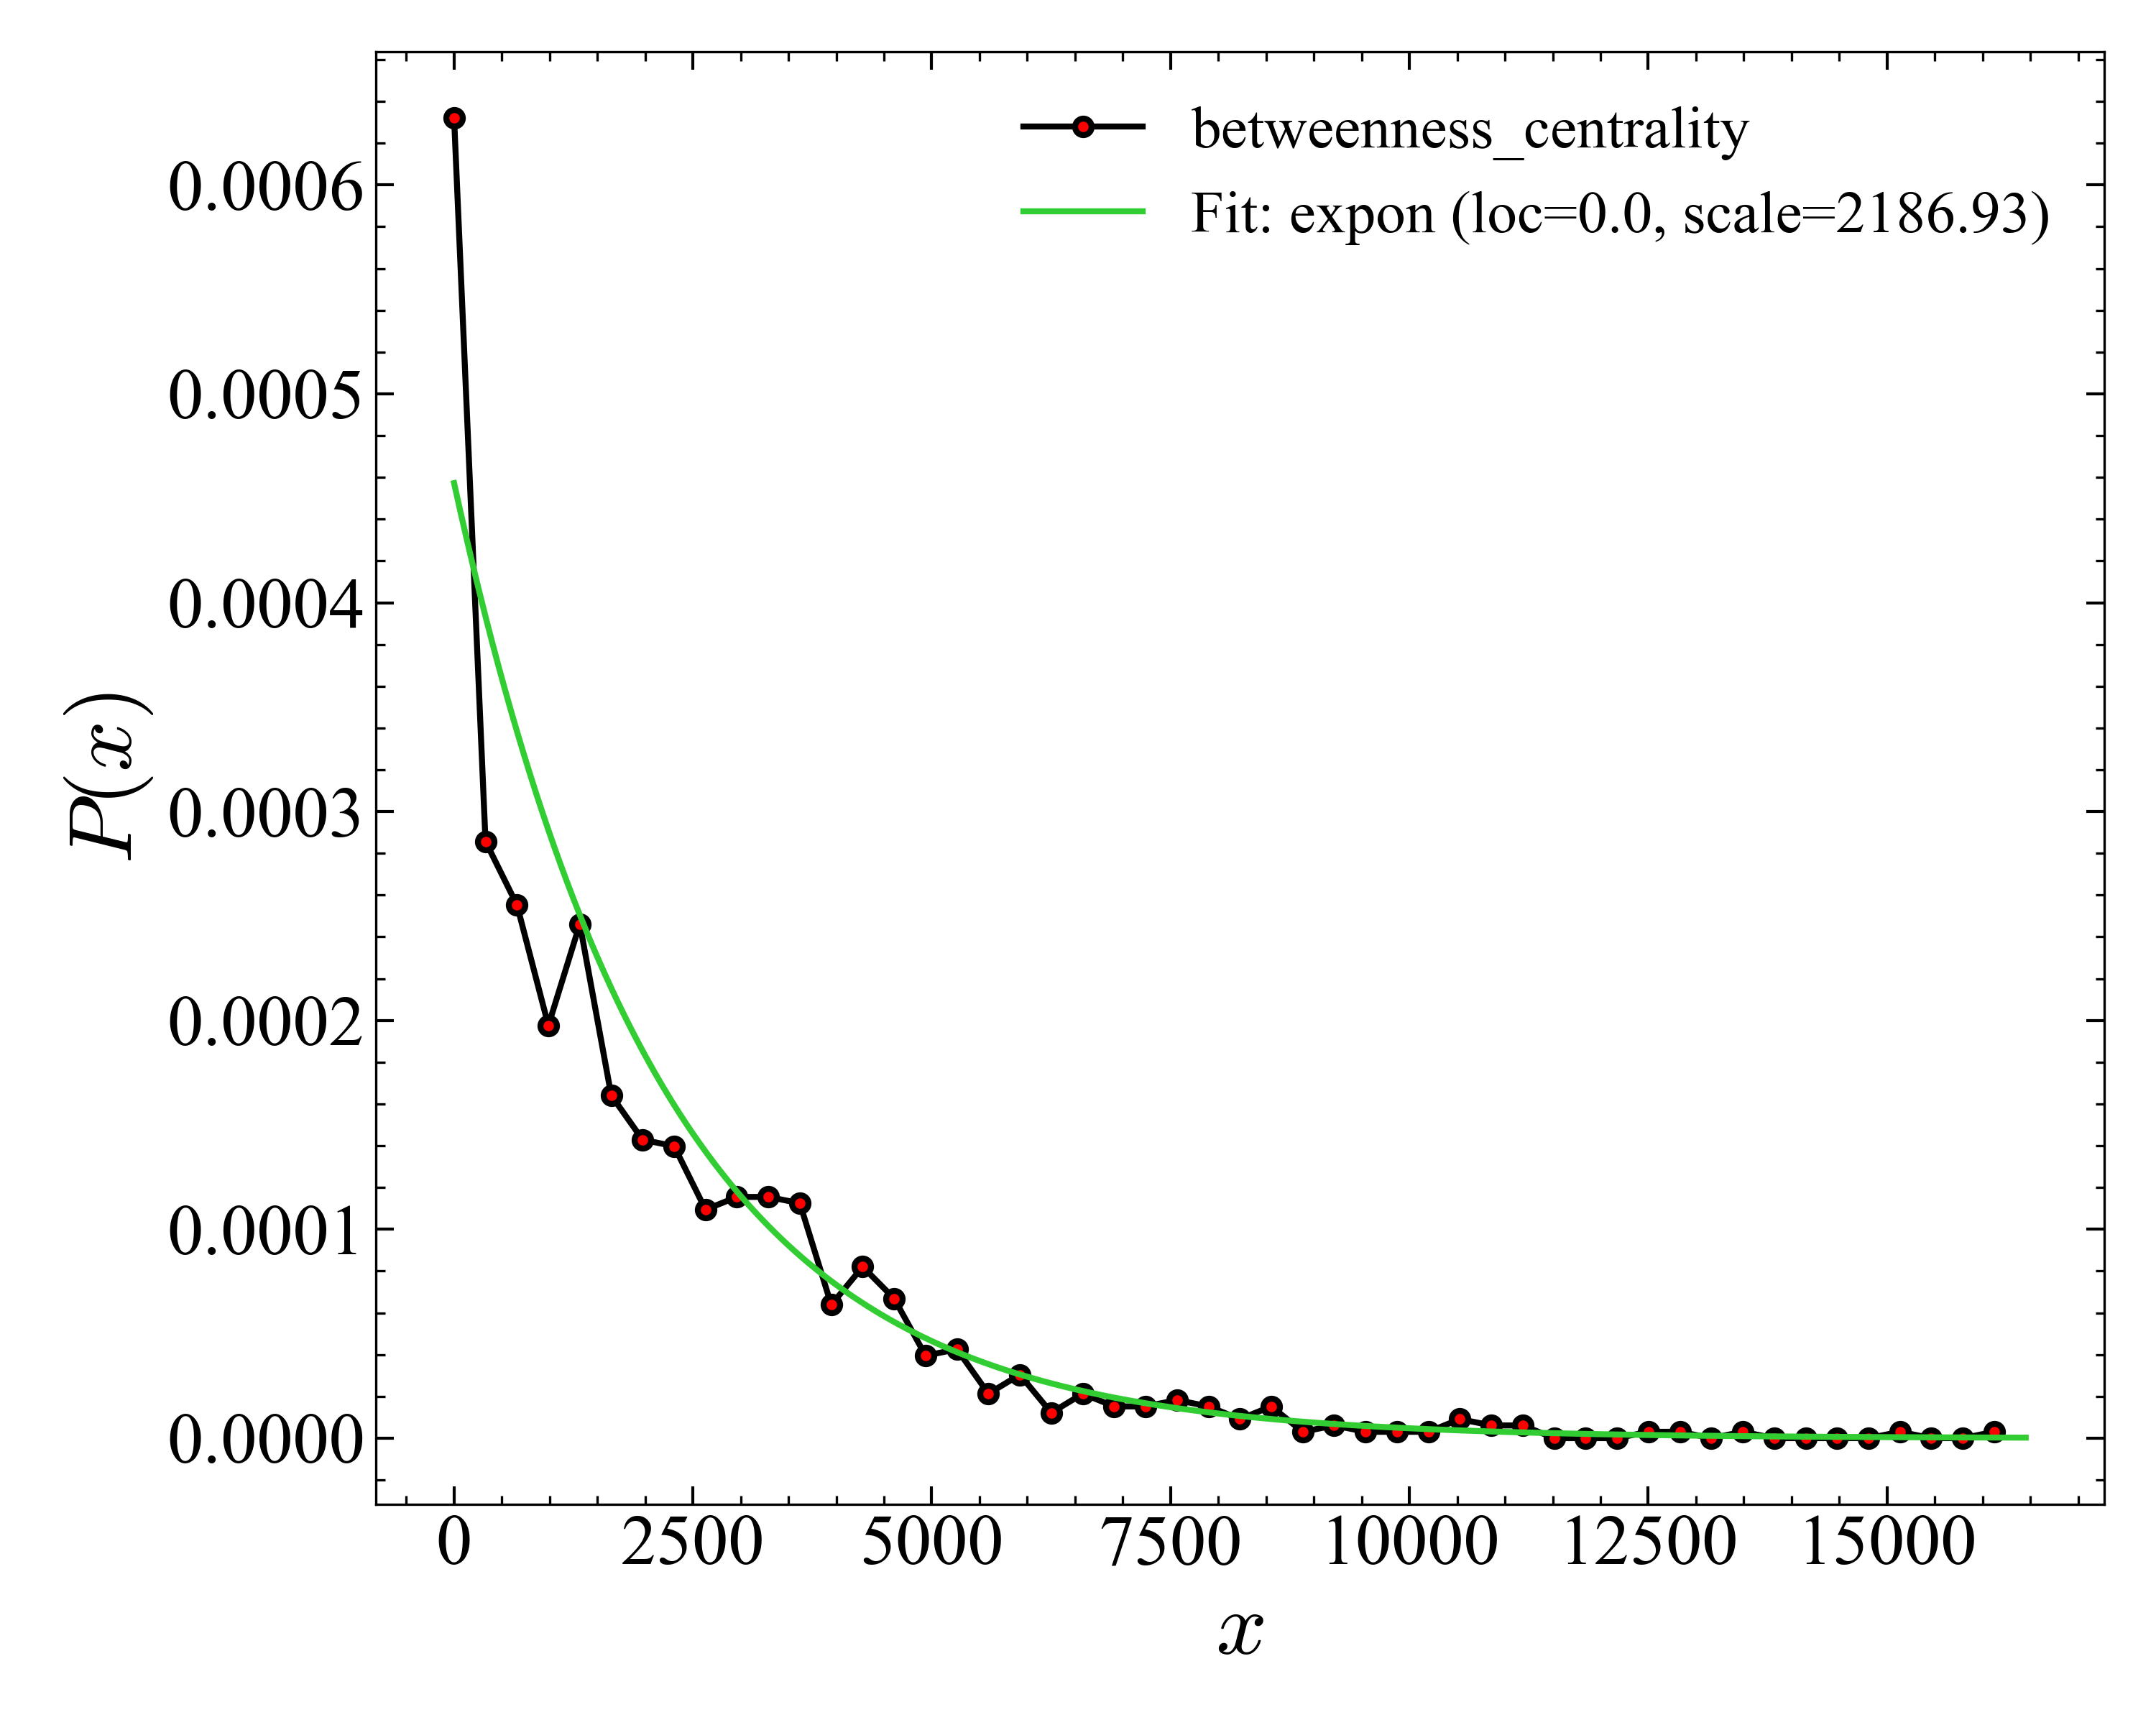 betweenness_centrality
Fit: expon (loc=0.0, scale=2186.93)
0.0006
0.0005
0.0004
0.0003
0.0002
0.0001
0.0000
P(x)
0 2500 5000 7500 10000 12500 15000
x